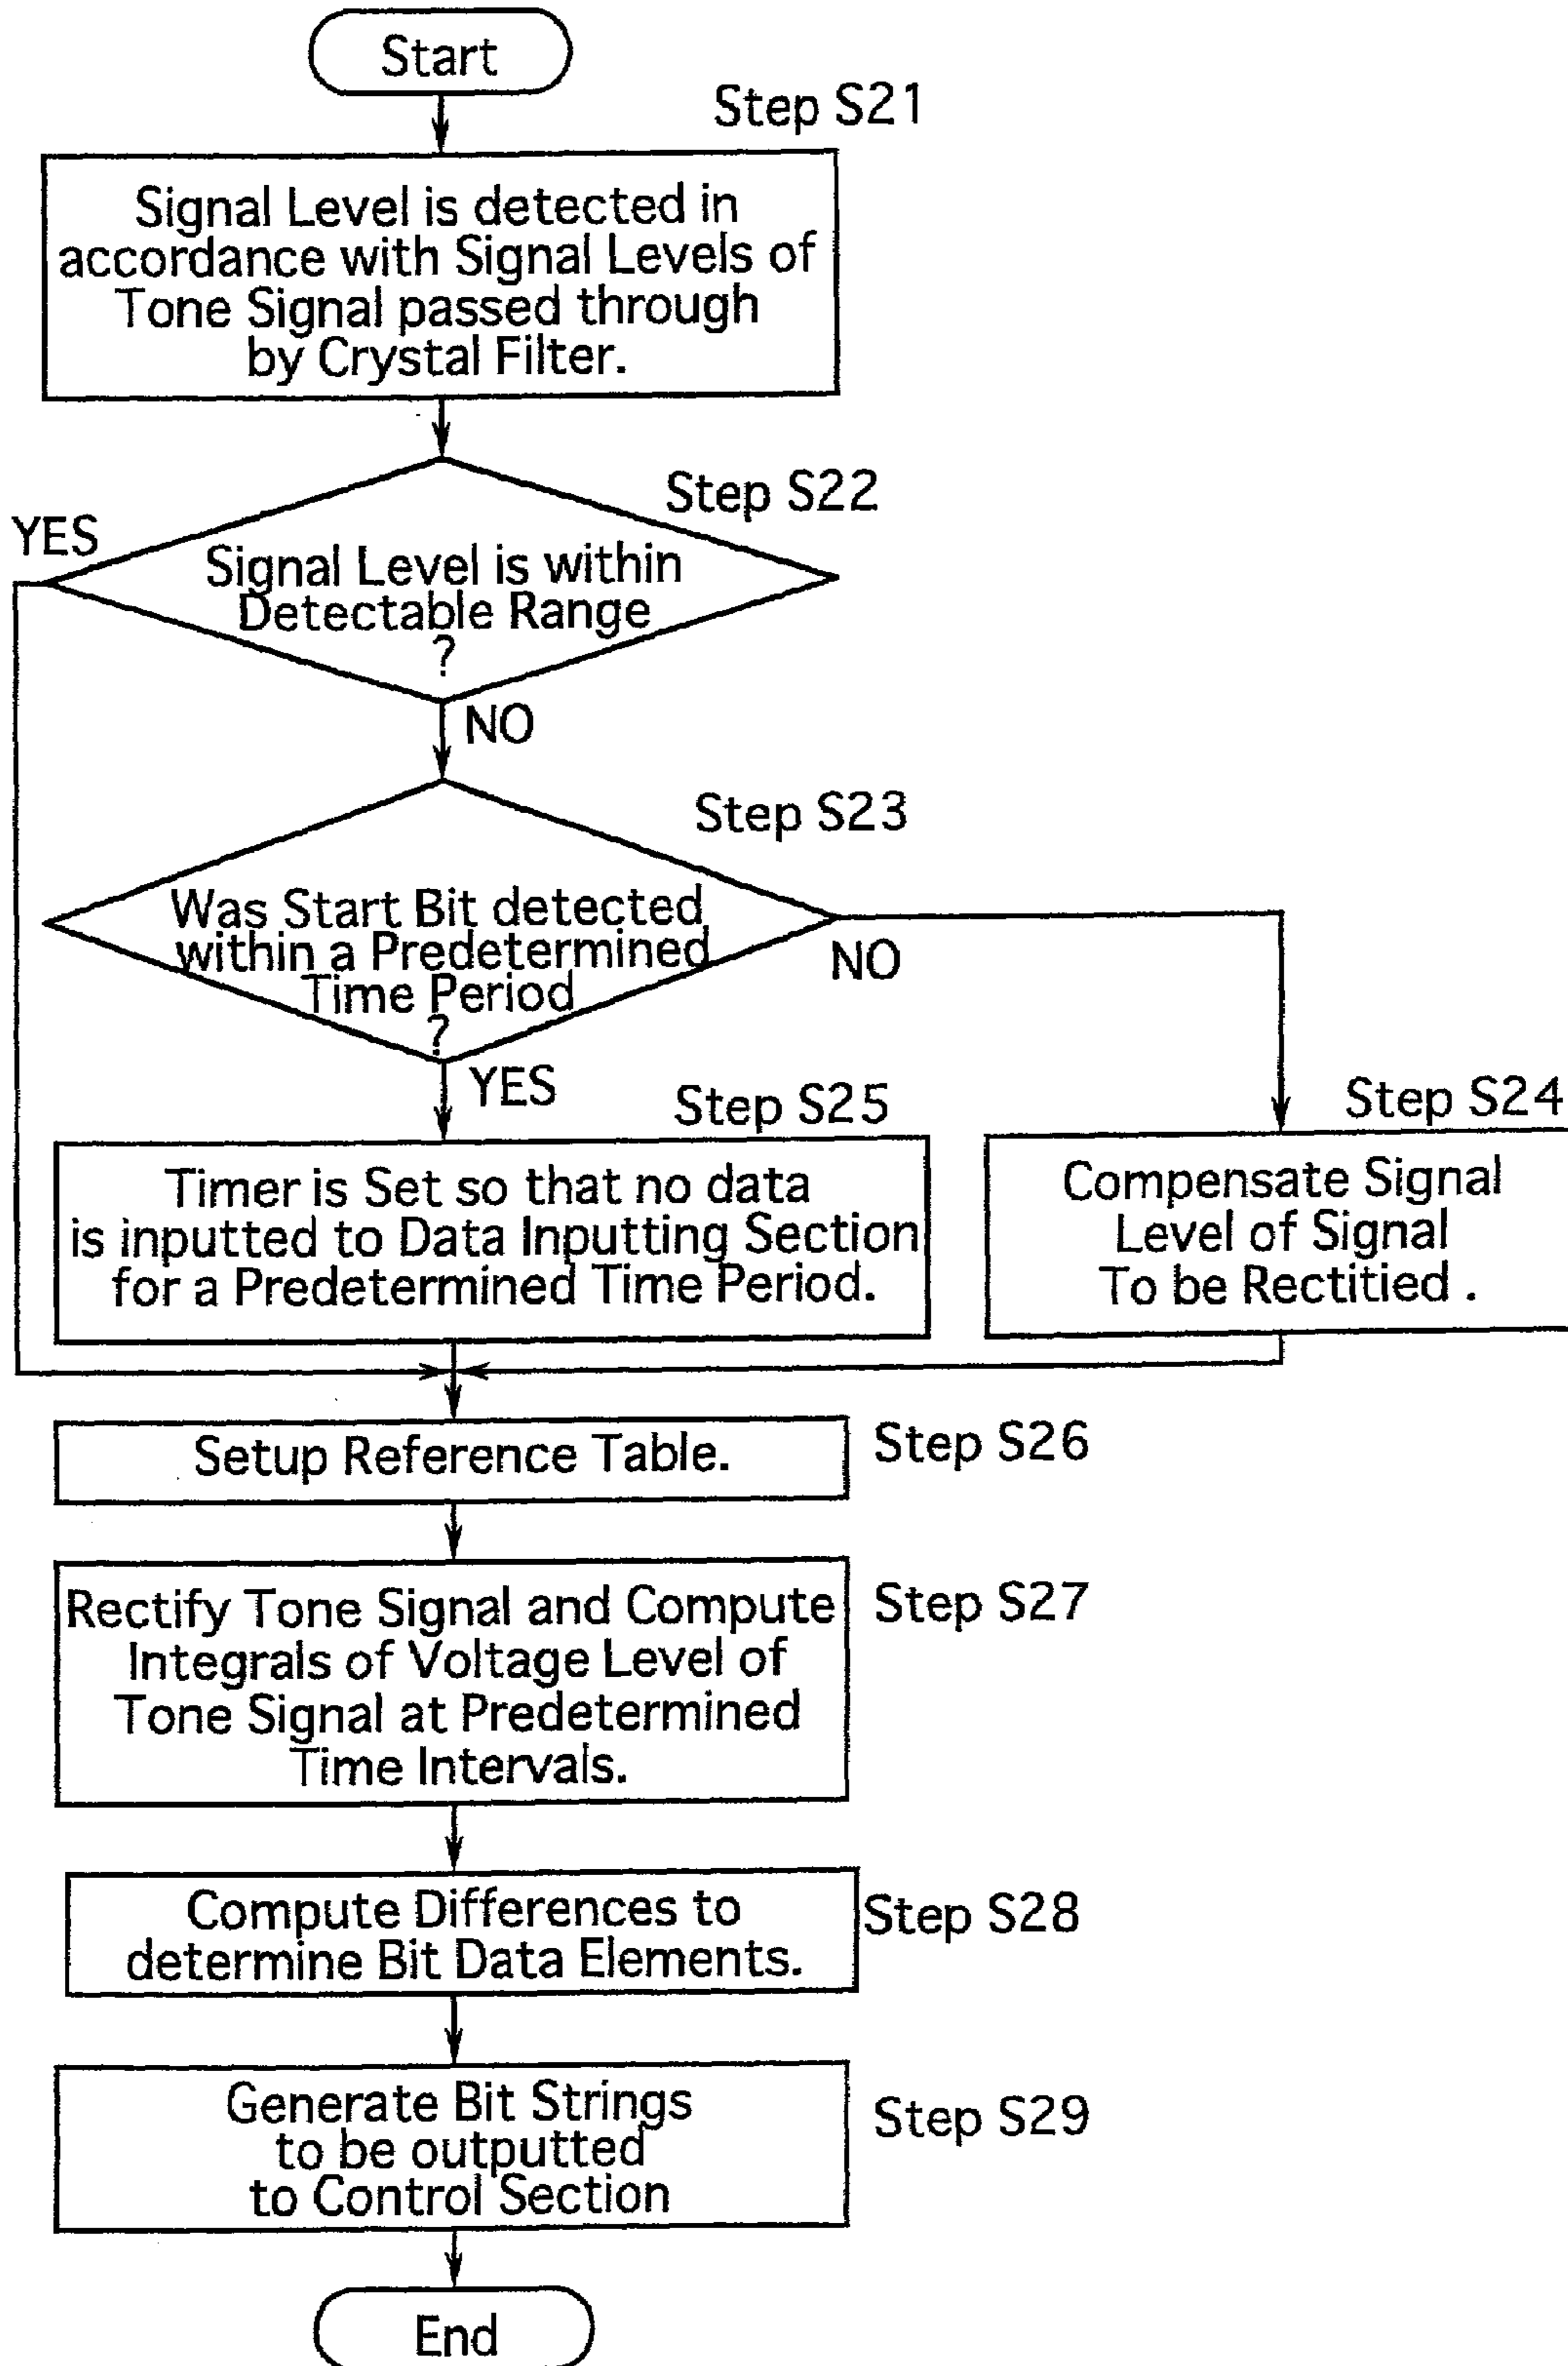 Start
Step S21
Signal Level is detected in
accordance with Signal Levels of
Tone Signal passed through
by Crystal Filter.
Step S22
YES
Signal Level is within
Detectable Range
?
NO
Step S23
Was Start Bit detected
within a Predetermined
Time Period
?
NO
YES
Step S25
Timer is Set so that no data
is inputted to Data Inputting Section
for a Predetermined Time Period.
Step S24
Compensate Signal
Level of Signal
To be Rectitied .
Setup Reference Table.
Step S26
Rectify Tone Signal and Compute
Integrals of Voltage Level of
Tone Signal at Predetermined
Time Intervals.
Step S27
Compute Differences to
determine Bit Data Elements.
Step S28
Generate Bit Strings
to be outputted
to Control Section
Step S29
End